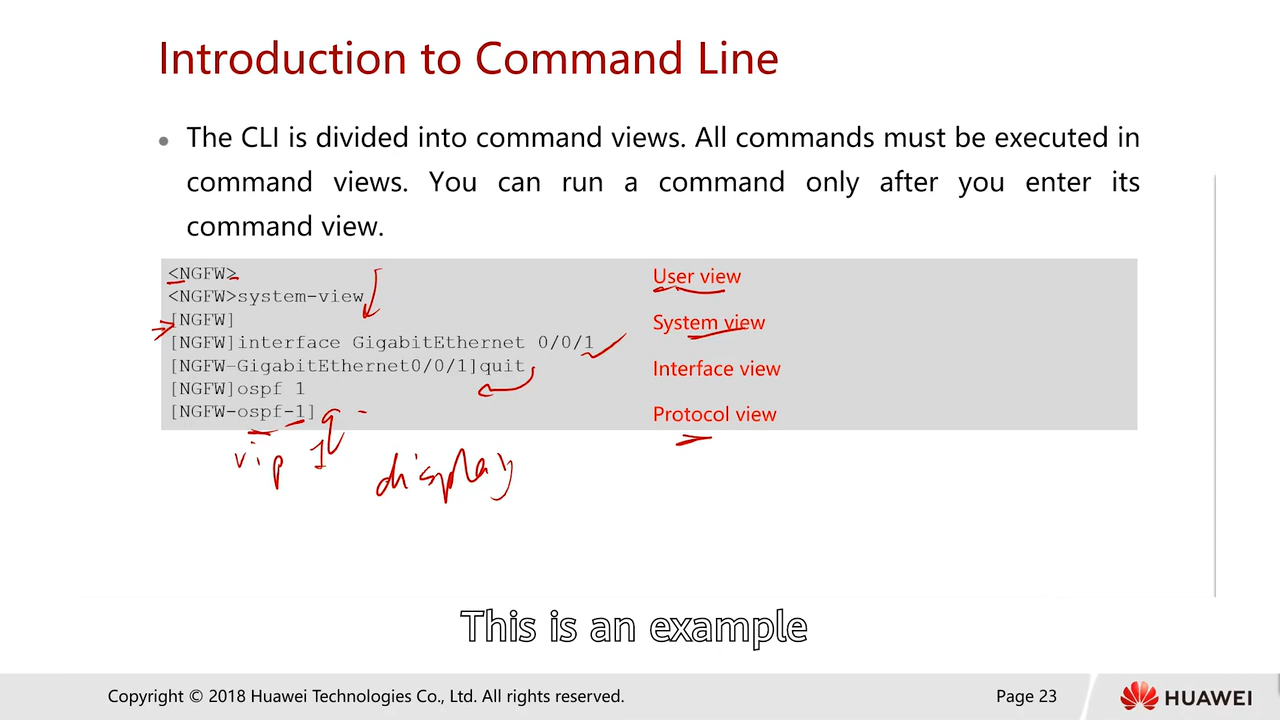 Introduction to Command Line
• The CLI is divided into command views. All commands must be executed in
command views. You can run a command only after you enter its
command view.
<NGFW>
User view
<NGFW>system-view
[NGFW]
System view
[NGFW]interface GigabitEthernet 0/0/1
[NGFW-GigabitEthernet0/0/1]quit
Interface view
[NGFW]ospf 1
[NGFW-ospf-1]
Protocol view
display
This is an example
Copyright © 2018 Huawei Technologies Co., Ltd. All rights reserved.
Page 23
HUAWEI